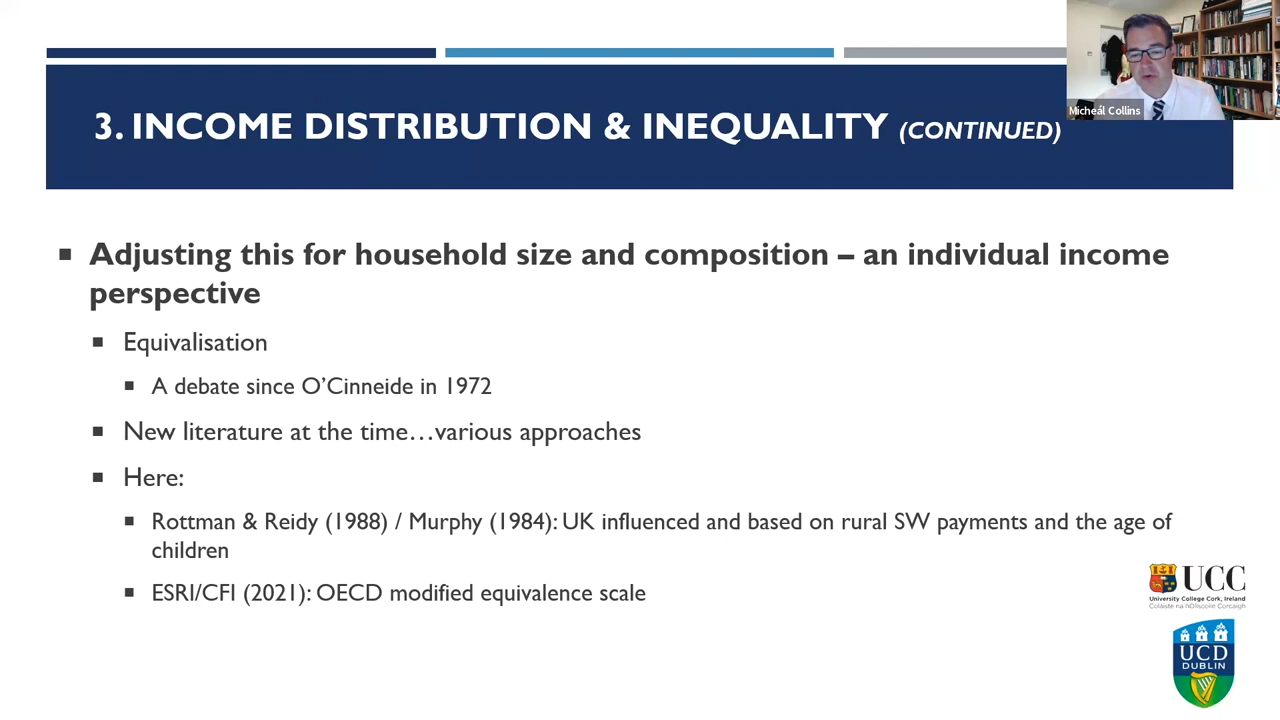 3. INCOME DISTRIBUTION & INEQUALITY (CONTINUED)
Micheál Collins
■ Adjusting this for household size and composition – an individual income
perspective
■ Equivalisation
■ A debate since O’Cinneide in 1972
■ New literature at the time…various approaches
■ Here:
■ Rottman & Reidy (1988) / Murphy (1984): UK influenced and based on rural SW payments and the age of
children
■ ESRI/CFI (2021): OECD modified equivalence scale
UCC
University College Cork, Ireland
Coláiste na hOllscoile Corcaigh
UCD
DUBLIN